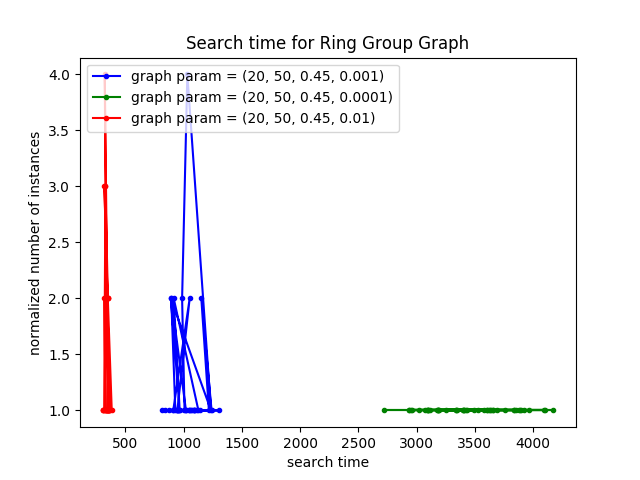 Search time for Ring Group Graph
graph param = (20, 50, 0.45, 0.001)
graph param = (20, 50, 0.45, 0.0001)
graph param = (20, 50, 0.45, 0.01)
normalized number of instances
4.0
3.5
3.0
2.5
2.0
1.5
1.0
500 1000 1500 2000 2500 3000 3500 4000
search time